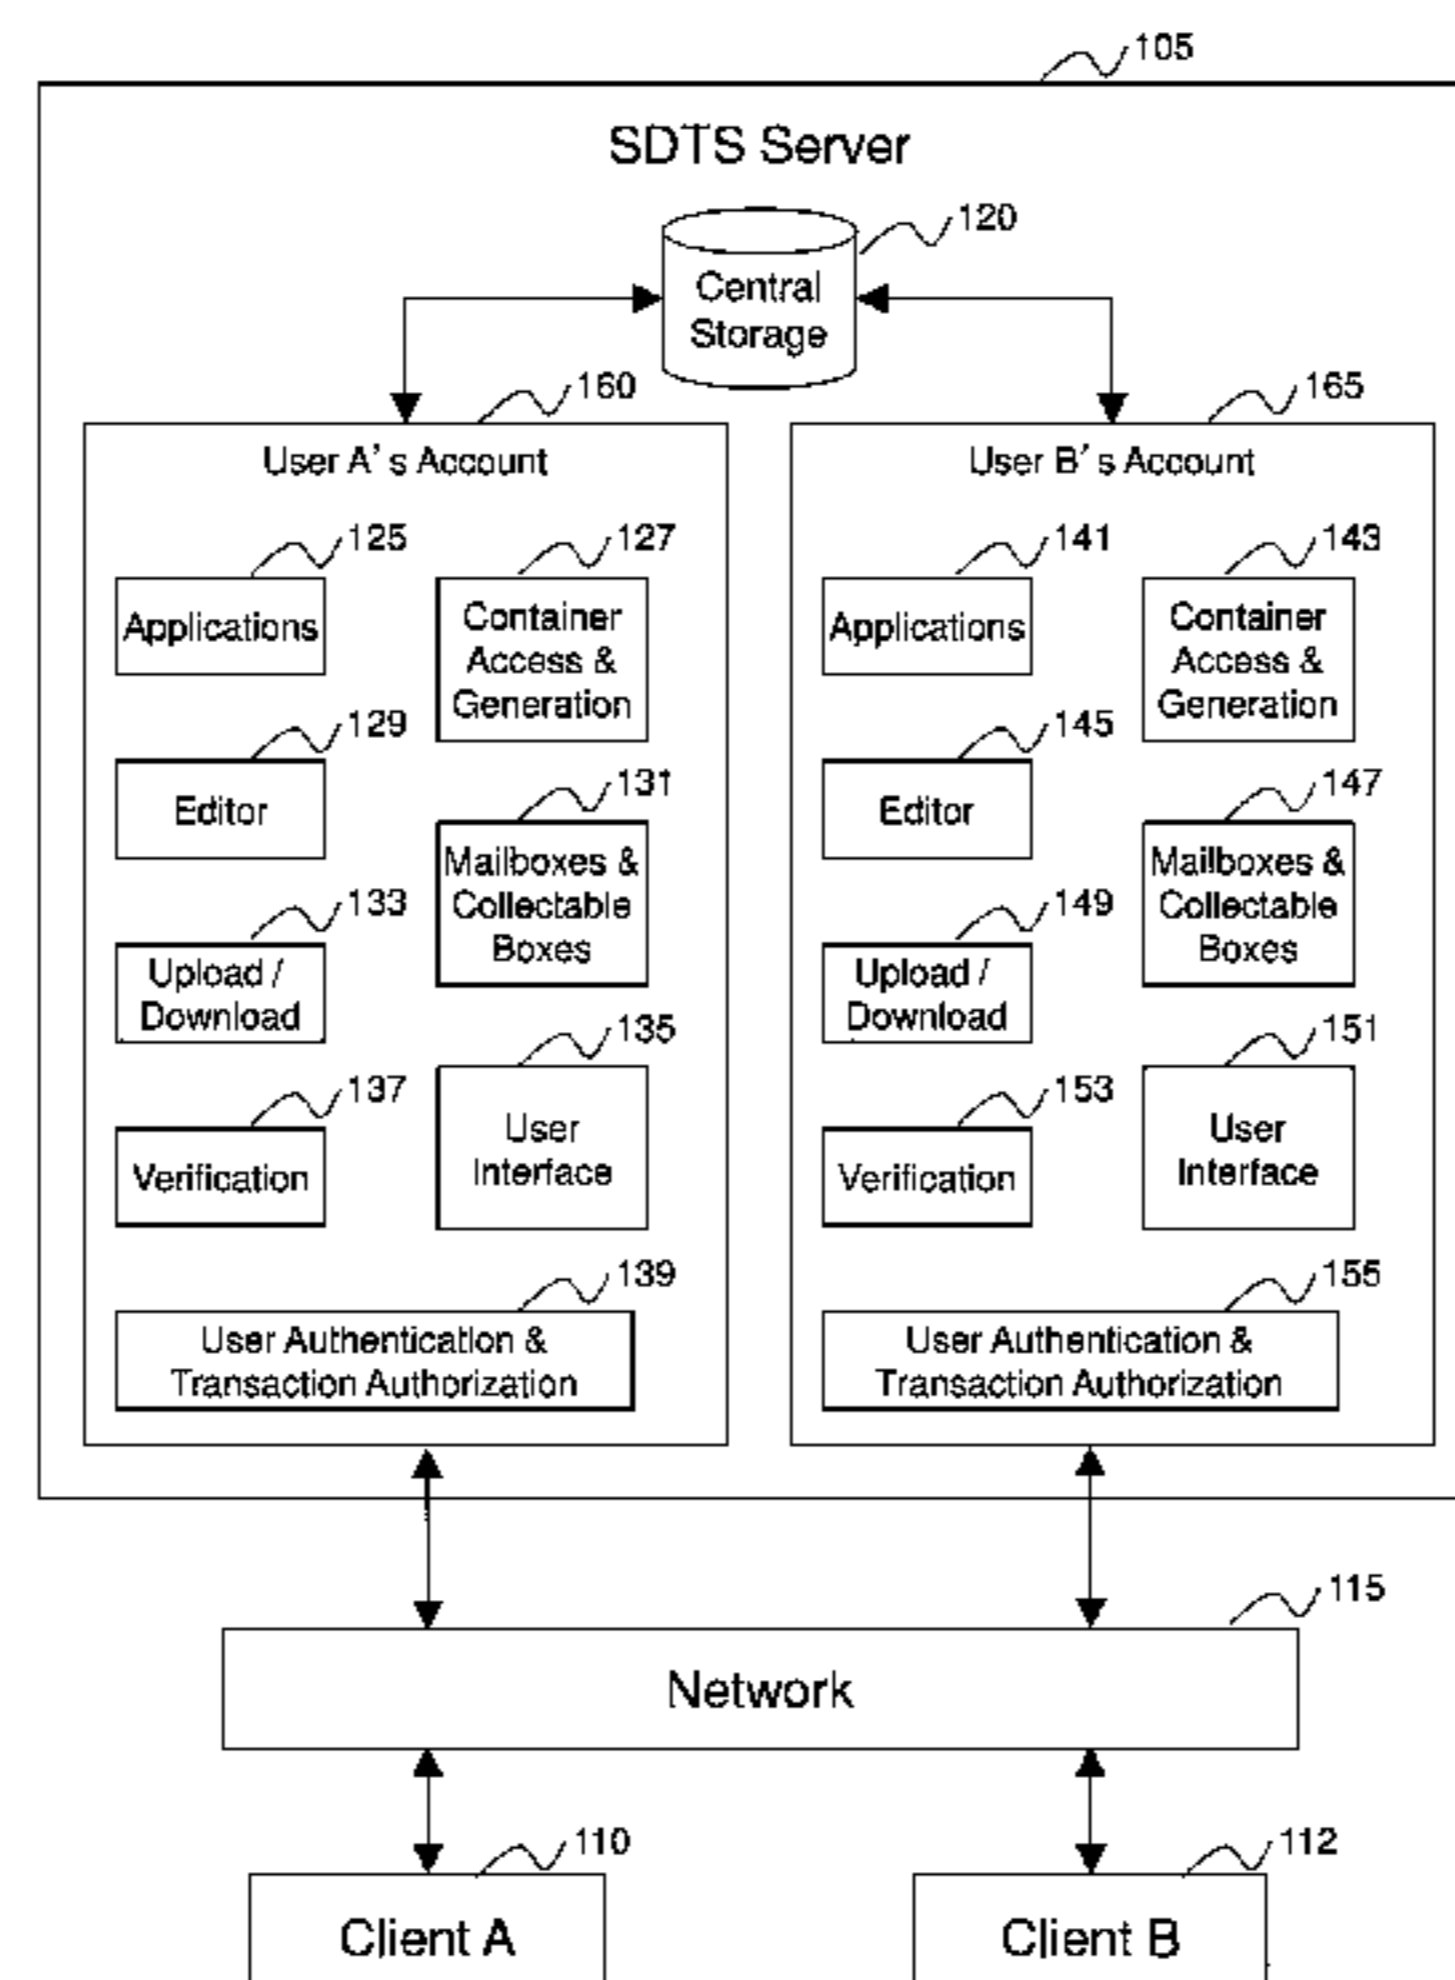 105
SDTS Server
120
Central
Storage
160
165
User A's Account
User B's Account
125
127
141
143
Applications
Container
Access &
Generation
Applications
Container
Access &
Generation
129
145
Editor
131
Editor
147
Mailboxes &
Collectable
Boxes
Mailboxes &
Collectable
Boxes
133
149
Upload /
Download
Upload /
Download
135
151
137
153
User
Interface
User
Interface
Verification
Verification
139
155
User Authentication &
Transaction Authorization
User Authentication &
Transaction Authorization
115
Network
110
112
Client A
Client B